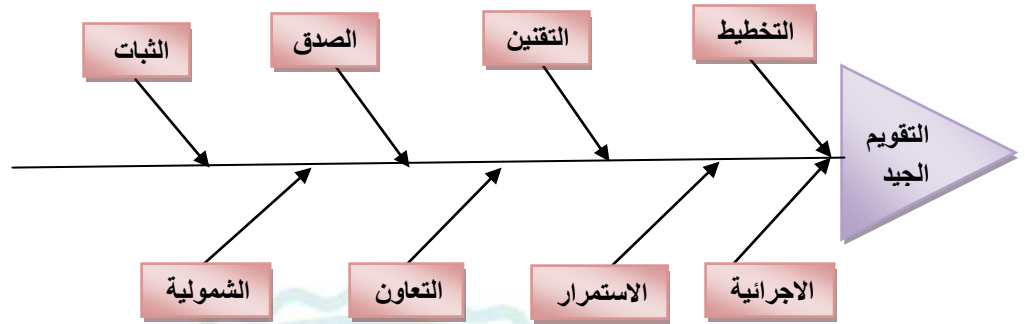 التخطيط
التقنين
الصدق
الثبات
التقويم
الجيد
الاجرائية
الاستمرار
التعاون
الشمولية